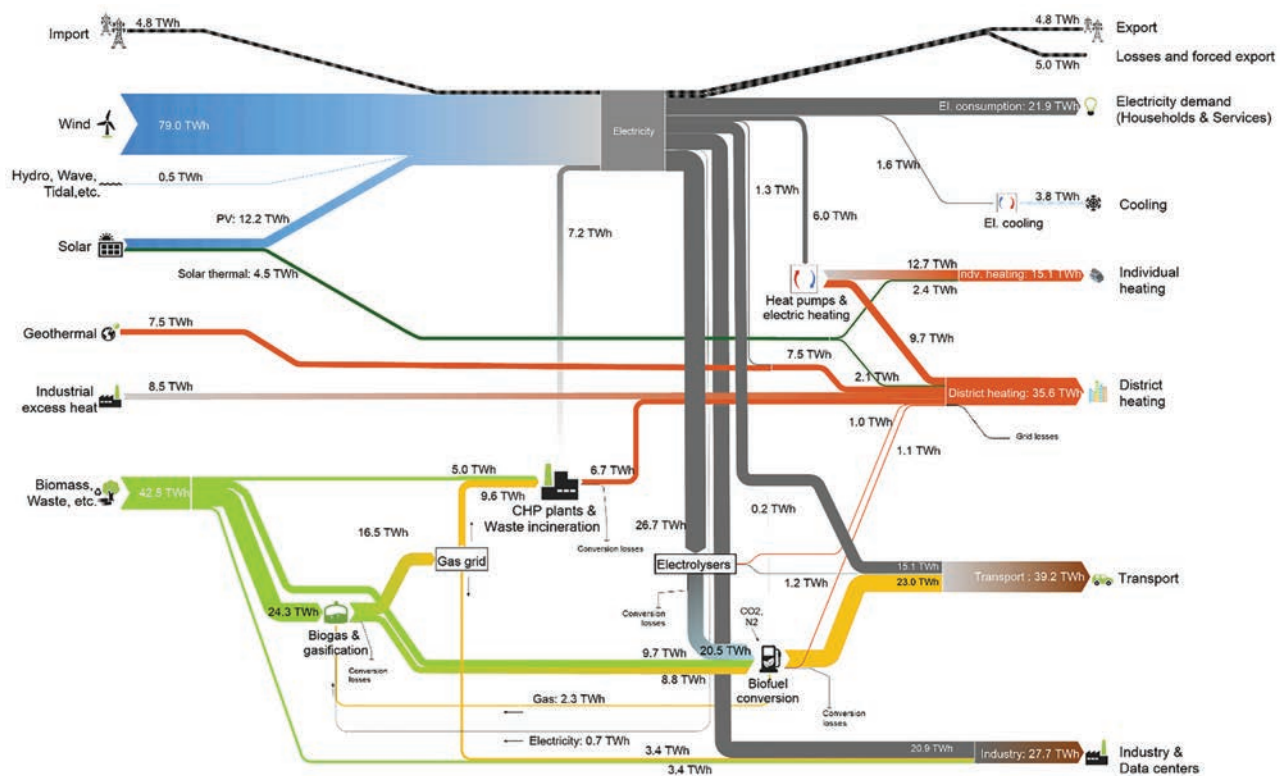 Import
4.8 TWh
4.8 TWh
Export
5.0 TWh
Losses and forced export
Wind
79.0 TWh
Electricity
El. consumption: 21.9 TWh
Electricity demand
(Households & Services)
Hydro, Wave,
Tidal,etc.
0.5 TWh
1.3 TWh
1.6 TWh
3.8 TWh
Cooling
El. cooling
PV: 12.2 TWh
7.2 TWh
6.0 TWh
Solar
Solar thermal: 4.5 TWh
12.7 TWh
Indv. heating: 15.1 TWh
2.4 TWh
Individual
heating
Heat pumps &
electric heating
Geothermal
7.5 TWh
7.5 TWh
9.7 TWh
2.1 TWh
Industrial
excess heat
8.5 TWh
District heating: 35.6 TWh
District
heating
1.0 TWh
1.1 TWh
Grid losses
Biomass,
Waste, etc.
42.5 TWh
5.0 TWh
9.6 TWh
6.7 TWh
CHP plants &
Waste incineration
Conversion losses
16.5 TWh
26.7 TWh
0.2 TWh
Gas grid
Electrolysers
15.1 TWh
Transport : 39.2 TWh
23.0 TWh
Transport
1.2 TWh
24.3 TWh
Biogas &
gasification
Conversion
losses
Conversion
losses
CO2,
N2
20.5 TWh
9.7 TWh
8.8 TWh
Biofuel
conversion
Conversion
losses
Gas: 2.3 TWh
Electricity: 0.7 TWh
3.4 TWh
3.4 TWh
20.9 TWh
Industry: 27.7 TWh
Industry &
Data centers